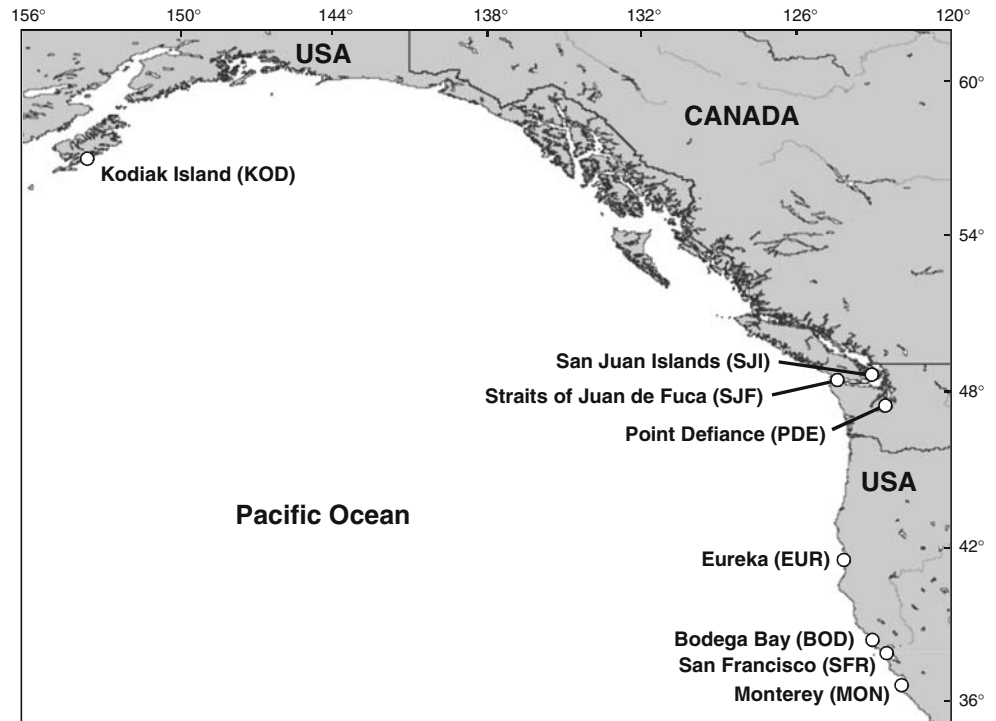 156° 150° 144° 138° 132° 126° 120°
USA
60°
CANADA
Kodiak Island (KOD)
54°
San Juan Islands (SJI)
Straits of Juan de Fuca (SJF)
48°
Point Defiance (PDE)
USA
Pacific Ocean
42°
Eureka (EUR)
Bodega Bay (BOD)
San Francisco (SFR)
Monterey (MON)
36°